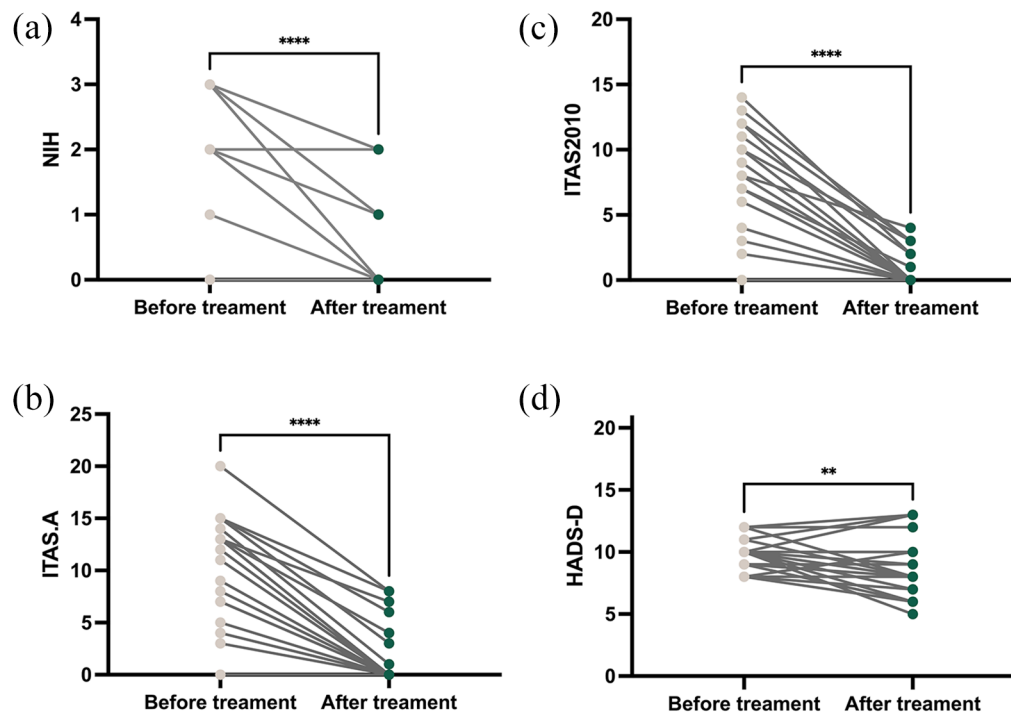 (a)
4
3
2
1
0
NIH
****
Before treament After treament
(c)
20
15
10
5
0
ITAS2010
****
Before treament After treament
(b)
25
20
15
10
5
0
ITAS.A
****
Before treament After treament
(d)
20
15
10
5
0
HADS-D
**
Before treament After treament